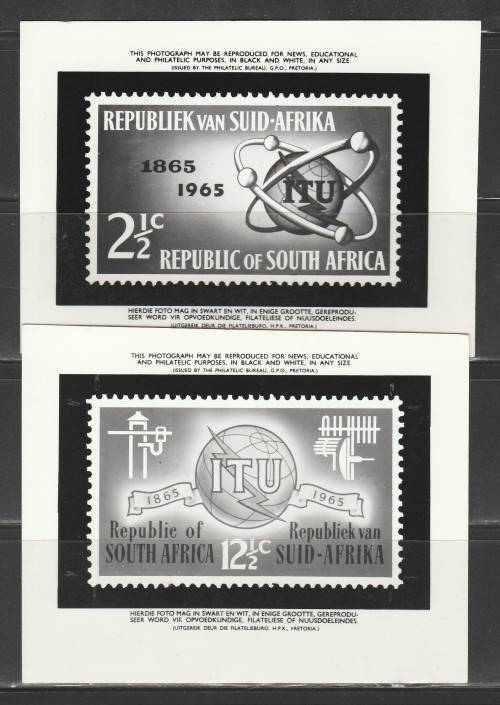 THIS PHOTOGRAPH MAY BE REPRODUCED FOR NEWS, EDUCATIONAL
AND PHILATELIC PURPOSES, IN BLACK AND WHITE, IN ANY SIZE.
(ISSUED BY THE PHILATELIC BUREAU, G.P.O., PRETORIA.)
REPUBLIEK VAN SUID-AFRIKA
1865
1965
ITU
2½c
REPUBLIC OF SOUTH AFRICA
HIERDIE FOTO MAG IN SWART EN WIT, IN ENIGE GROOTTE, GEREPRODU-
SEER WORD VIR OPVOEDKUNDIGE, FILATELIESE OF NUUSDOELEINDES.
(UITGEREIK DEUR DIE FILATELIEBURO, H.P.K., PRETORIA.)
THIS PHOTOGRAPH MAY BE REPRODUCED FOR NEWS, EDUCATIONAL
AND PHILATELIC PURPOSES, IN BLACK AND WHITE, IN ANY SIZE.
(ISSUED BY THE PHILATELIC BUREAU, G.P.O., PRETORIA.)
ITU
1865
1965
Republic of
SOUTH AFRICA
12½c
Republiek van
SUID-AFRIKA
HIERDIE FOTO MAG IN SWART EN WIT, IN ENIGE GROOTTE, GEREPRODU-
SEER WORD VIR OPVOEDKUNDIGE, FILATELIESE OF NUUSDOELEINDES.
(UITGEREIK DEUR DIE FILATELIEBURO, H.P.K., PRETORIA.)